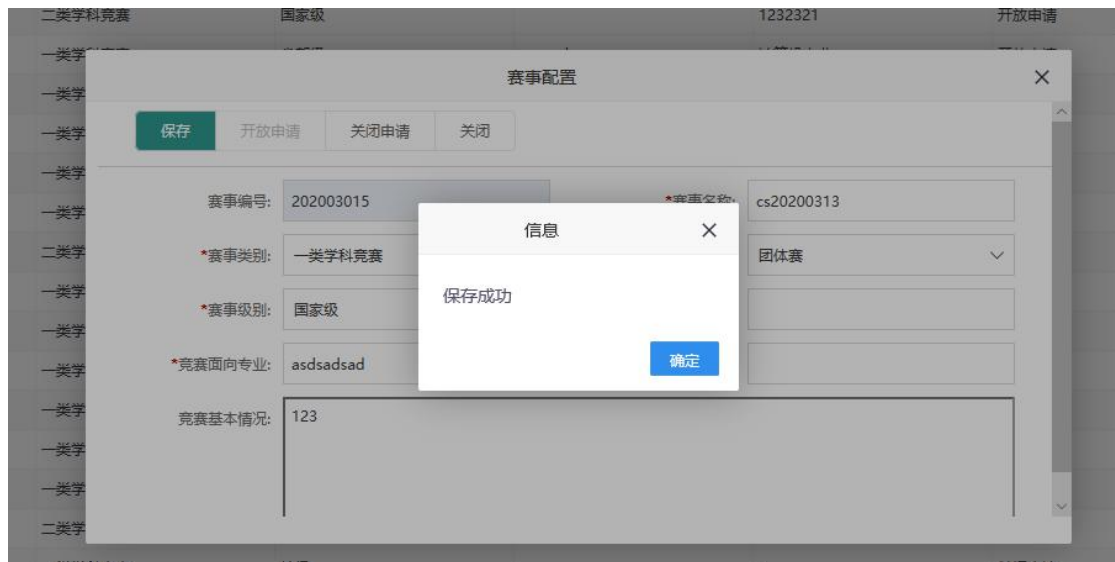 二类学科竞赛 国家级 1232321 开放申请
一类学
赛事配置
一类学
保存 开放申请 关闭申请 关闭
一类学
一类学
赛事编号: 202003015 *赛事名称: cs20200313
一类学
信息
二类学 *赛事类别: 一类学科竞赛 团体赛
一类学 保存成功
*赛事级别: 国家级
一类学
确定
一类学 *竞赛面向专业: asdsadsad
一类学 竞赛基本情况: 123
一类学
一类学
二类学